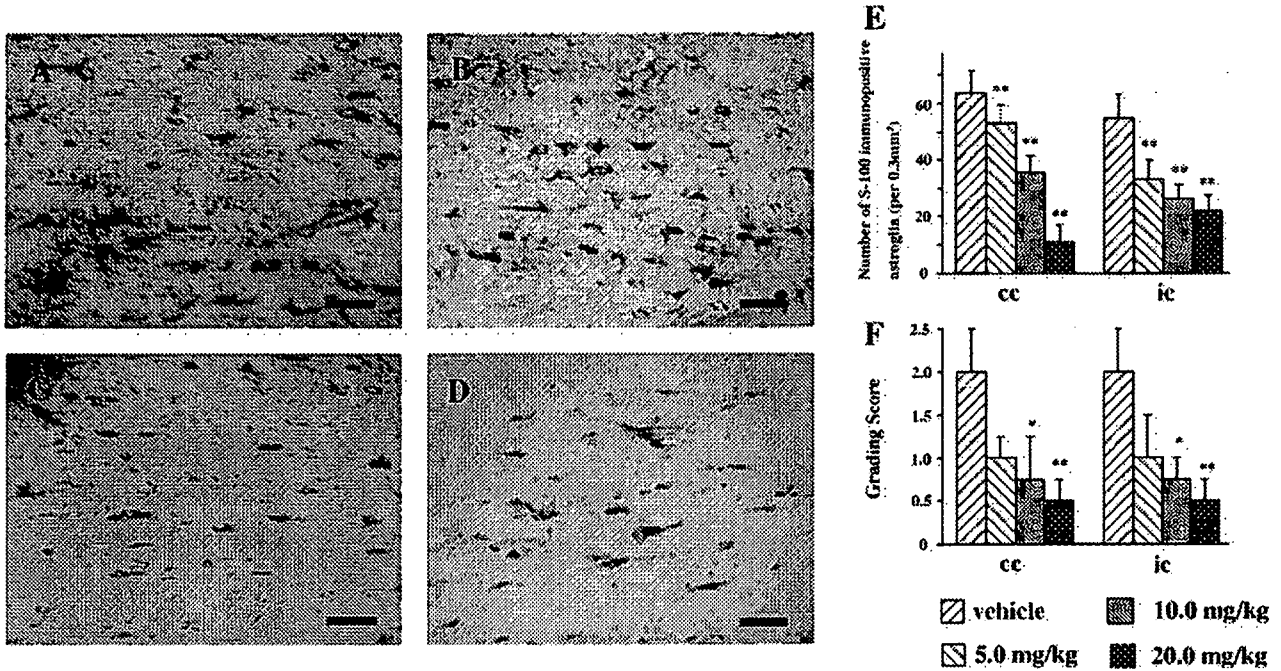 A
B
C
D
E
Number of S-100 immunopositive
astroglia (per 0.3mm²)
60
40
20
0
** ** **
** ** **
cc
ic
F
Grading Score
2.5
2.0
1.5
1.0
0.5
0
* **
* **
cc
ic
vehicle
10.0 mg/kg
5.0 mg/kg
20.0 mg/kg